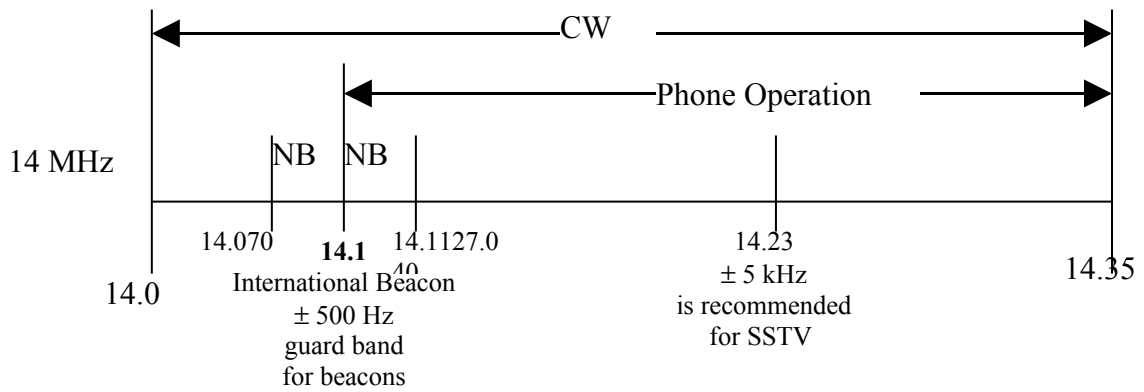 CW
Phone Operation
14 MHz
NB
NB
14.070
14.1
14.1127.0
14.23
14.0
International Beacon
± 500 Hz
guard band
for beacons
± 5 kHz
is recommended
for SSTV
14.35